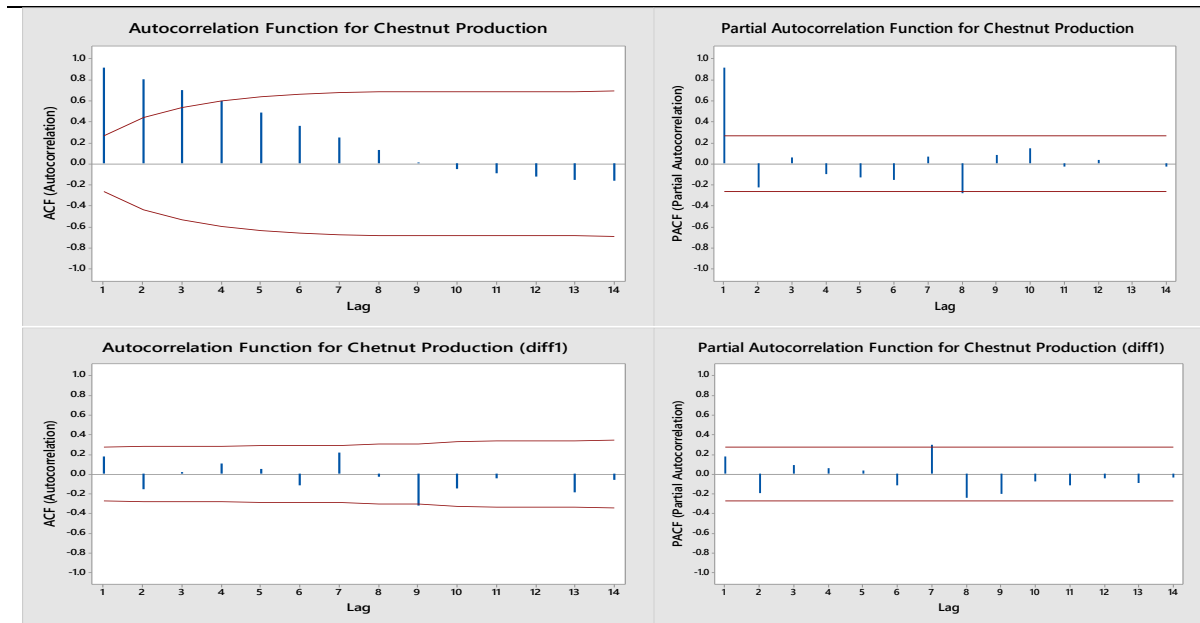 Autocorrelation Function for Chestnut Production
ACF (Autocorrelation)
1.0
0.8
0.6
0.4
0.2
0.0
-0.2
-0.4
-0.6
-0.8
-1.0
1 2 3 4 5 6 7 8 9 10 11 12 13 14
Lag
Partial Autocorrelation Function for Chestnut Production
PACF (Partial Autocorrelation)
1.0
0.8
0.6
0.4
0.2
0.0
-0.2
-0.4
-0.6
-0.8
-1.0
1 2 3 4 5 6 7 8 9 10 11 12 13 14
Lag
Autocorrelation Function for Chetnut Production (diff1)
ACF (Autocorrelation)
1.0
0.8
0.6
0.4
0.2
0.0
-0.2
-0.4
-0.6
-0.8
-1.0
1 2 3 4 5 6 7 8 9 10 11 12 13 14
Lag
Partial Autocorrelation Function for Chestnut Production (diff1)
PACF (Partial Autocorrelation)
1.0
0.8
0.6
0.4
0.2
0.0
-0.2
-0.4
-0.6
-0.8
-1.0
1 2 3 4 5 6 7 8 9 10 11 12 13 14
Lag